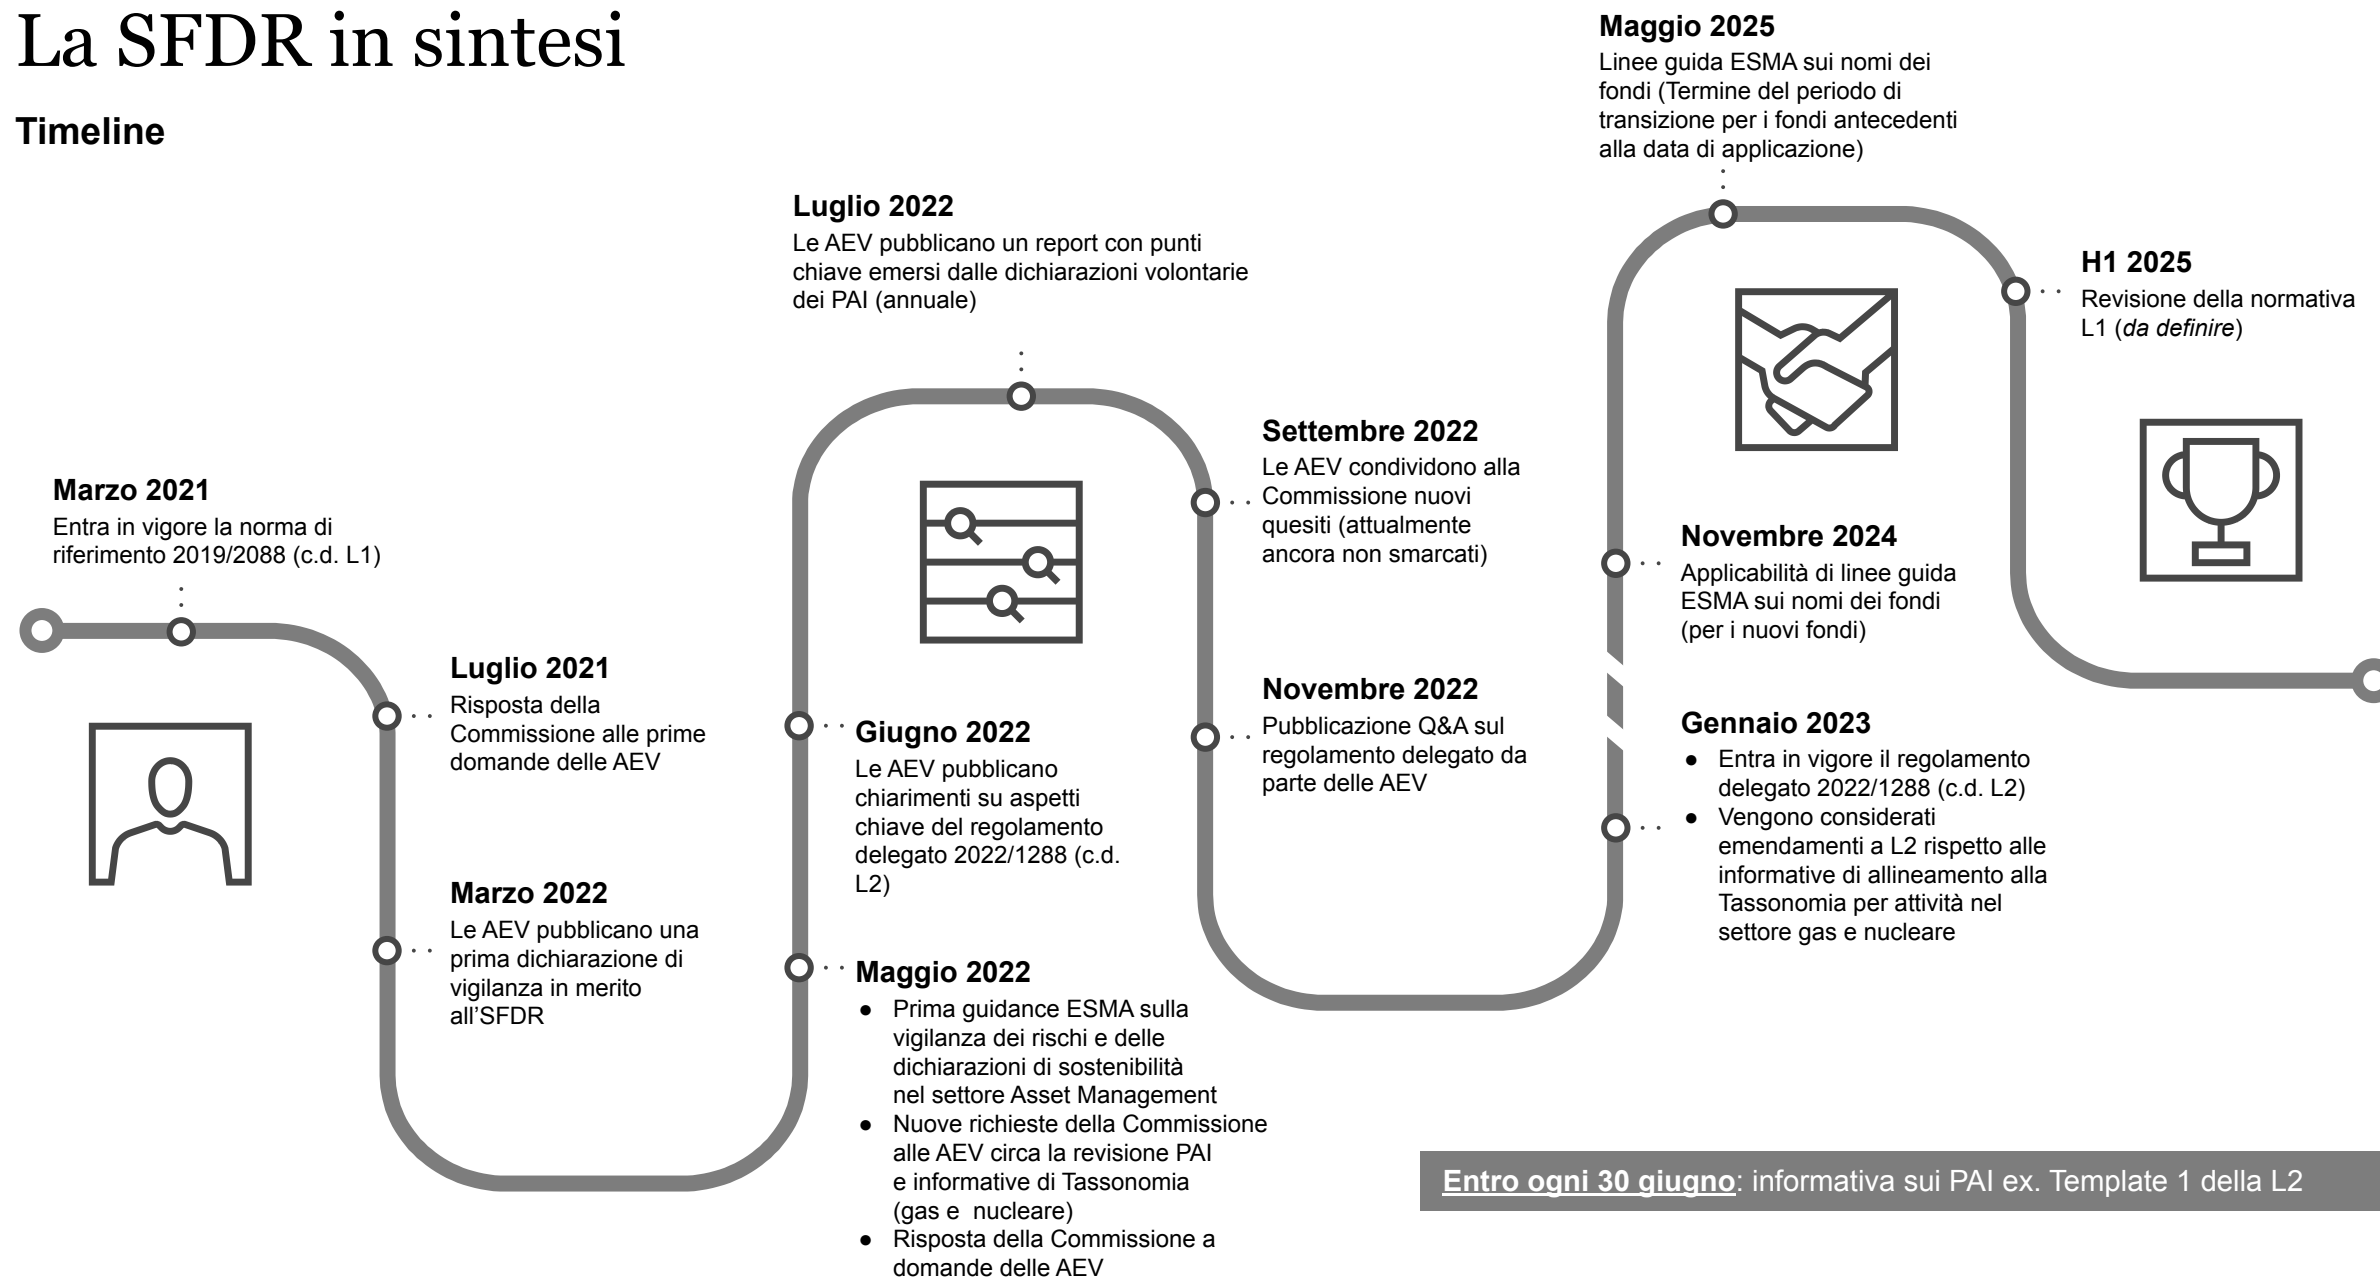 La SFDR in sintesi
Timeline
Marzo 2021
Entra in vigore la norma di
riferimento 2019/2088 (c.d. L1)
Luglio 2021
Risposta della
Commissione alle prime
domande delle AEV
Marzo 2022
Le AEV pubblicano una
prima dichiarazione di
vigilanza in merito
all'SFDR
Maggio 2022
● Prima guidance ESMA sulla
vigilanza dei rischi e delle
dichiarazioni di sostenibilità
nel settore Asset Management
● Nuove richieste della Commissione
alle AEV circa la revisione PAI
e informative di Tassonomia
(gas e nucleare)
● Risposta della Commissione a
domande delle AEV
Giugno 2022
Le AEV pubblicano
chiarimenti su aspetti
chiave del regolamento
delegato 2022/1288 (c.d.
L2)
Luglio 2022
Le AEV pubblicano un report con punti
chiave emersi dalle dichiarazioni volontarie
dei PAI (annuale)
Settembre 2022
Le AEV condividono alla
Commissione nuovi
quesiti (attualmente
ancora non smarcati)
Novembre 2022
Pubblicazione Q&A sul
regolamento delegato da
parte delle AEV
Gennaio 2023
● Entra in vigore il regolamento
delegato 2022/1288 (c.d. L2)
● Vengono considerati
emendamenti a L2 rispetto alle
informative di allineamento alla
Tassonomia per attività nel
settore gas e nucleare
Novembre 2024
Applicabilità di linee guida
ESMA sui nomi dei fondi
(per i nuovi fondi)
Maggio 2025
Linee guida ESMA sui nomi dei
fondi (Termine del periodo di
transizione per i fondi antecedenti
alla data di applicazione)
H1 2025
Revisione della normativa
L1 (da definire)
Entro ogni 30 giugno: informativa sui PAI ex. Template 1 della L2